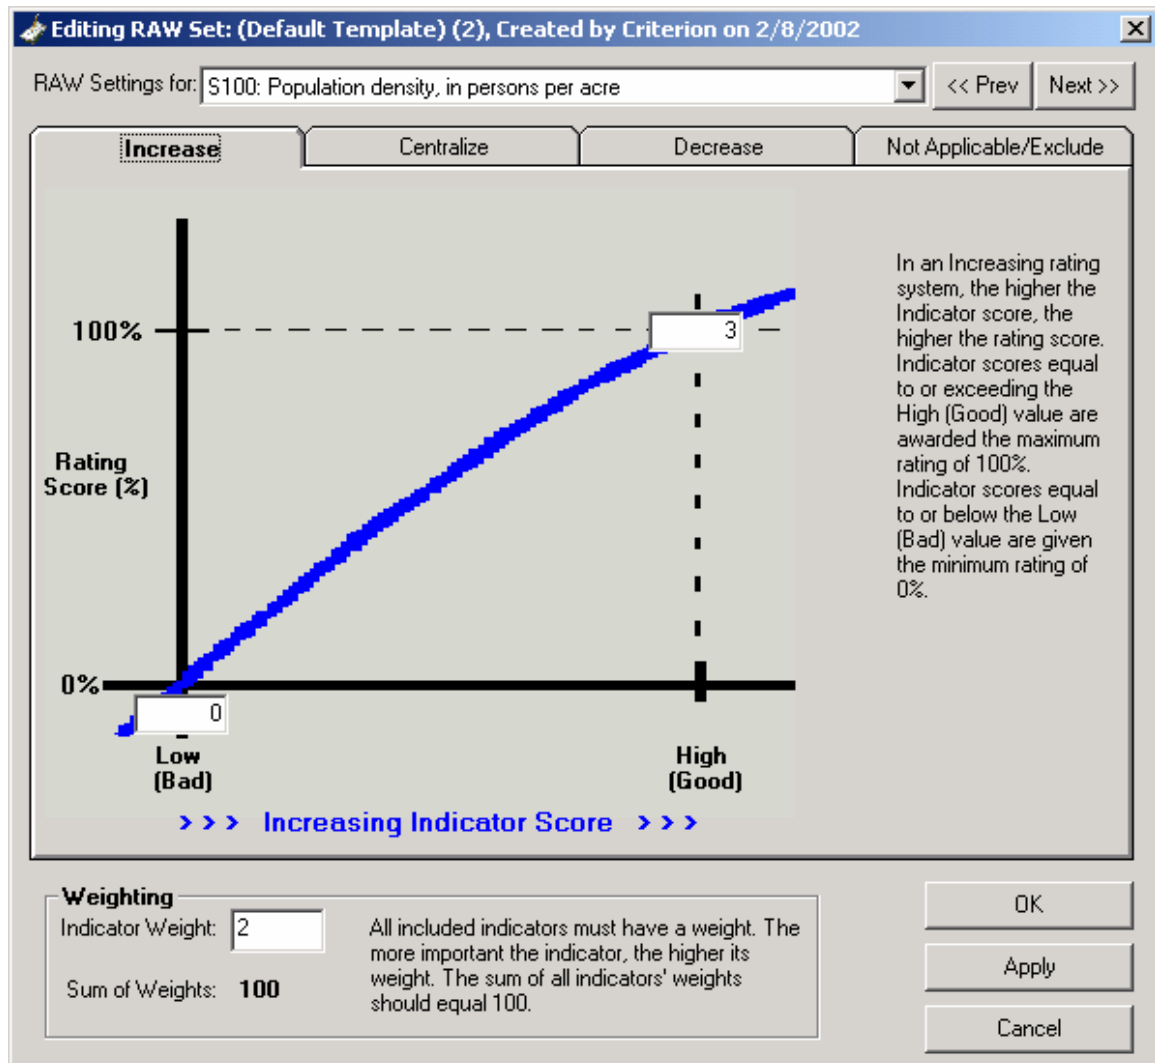 Editing RAW Set: (Default Template) (2), Created by Criterion on 2/8/2002
RAW Settings for: S100: Population density, in persons per acre << Prev Next >>
Increase Centralize Decrease Not Applicable/Exclude
100%
3
Rating
Score (%)
0%
0
Low
(Bad)
High
(Good)
> > > Increasing Indicator Score > > >
In an Increasing rating
system, the higher the
Indicator score, the
higher the rating score.
Indicator scores equal
to or exceeding the
High (Good) value are
awarded the maximum
rating of 100%.
Indicator scores equal
to or below the Low
(Bad) value are given
the minimum rating of
0%.
Weighting
Indicator Weight: 2
Sum of Weights: 100
All included indicators must have a weight. The
more important the indicator, the higher its
weight. The sum of all indicators' weights
should equal 100.
OK
Apply
Cancel